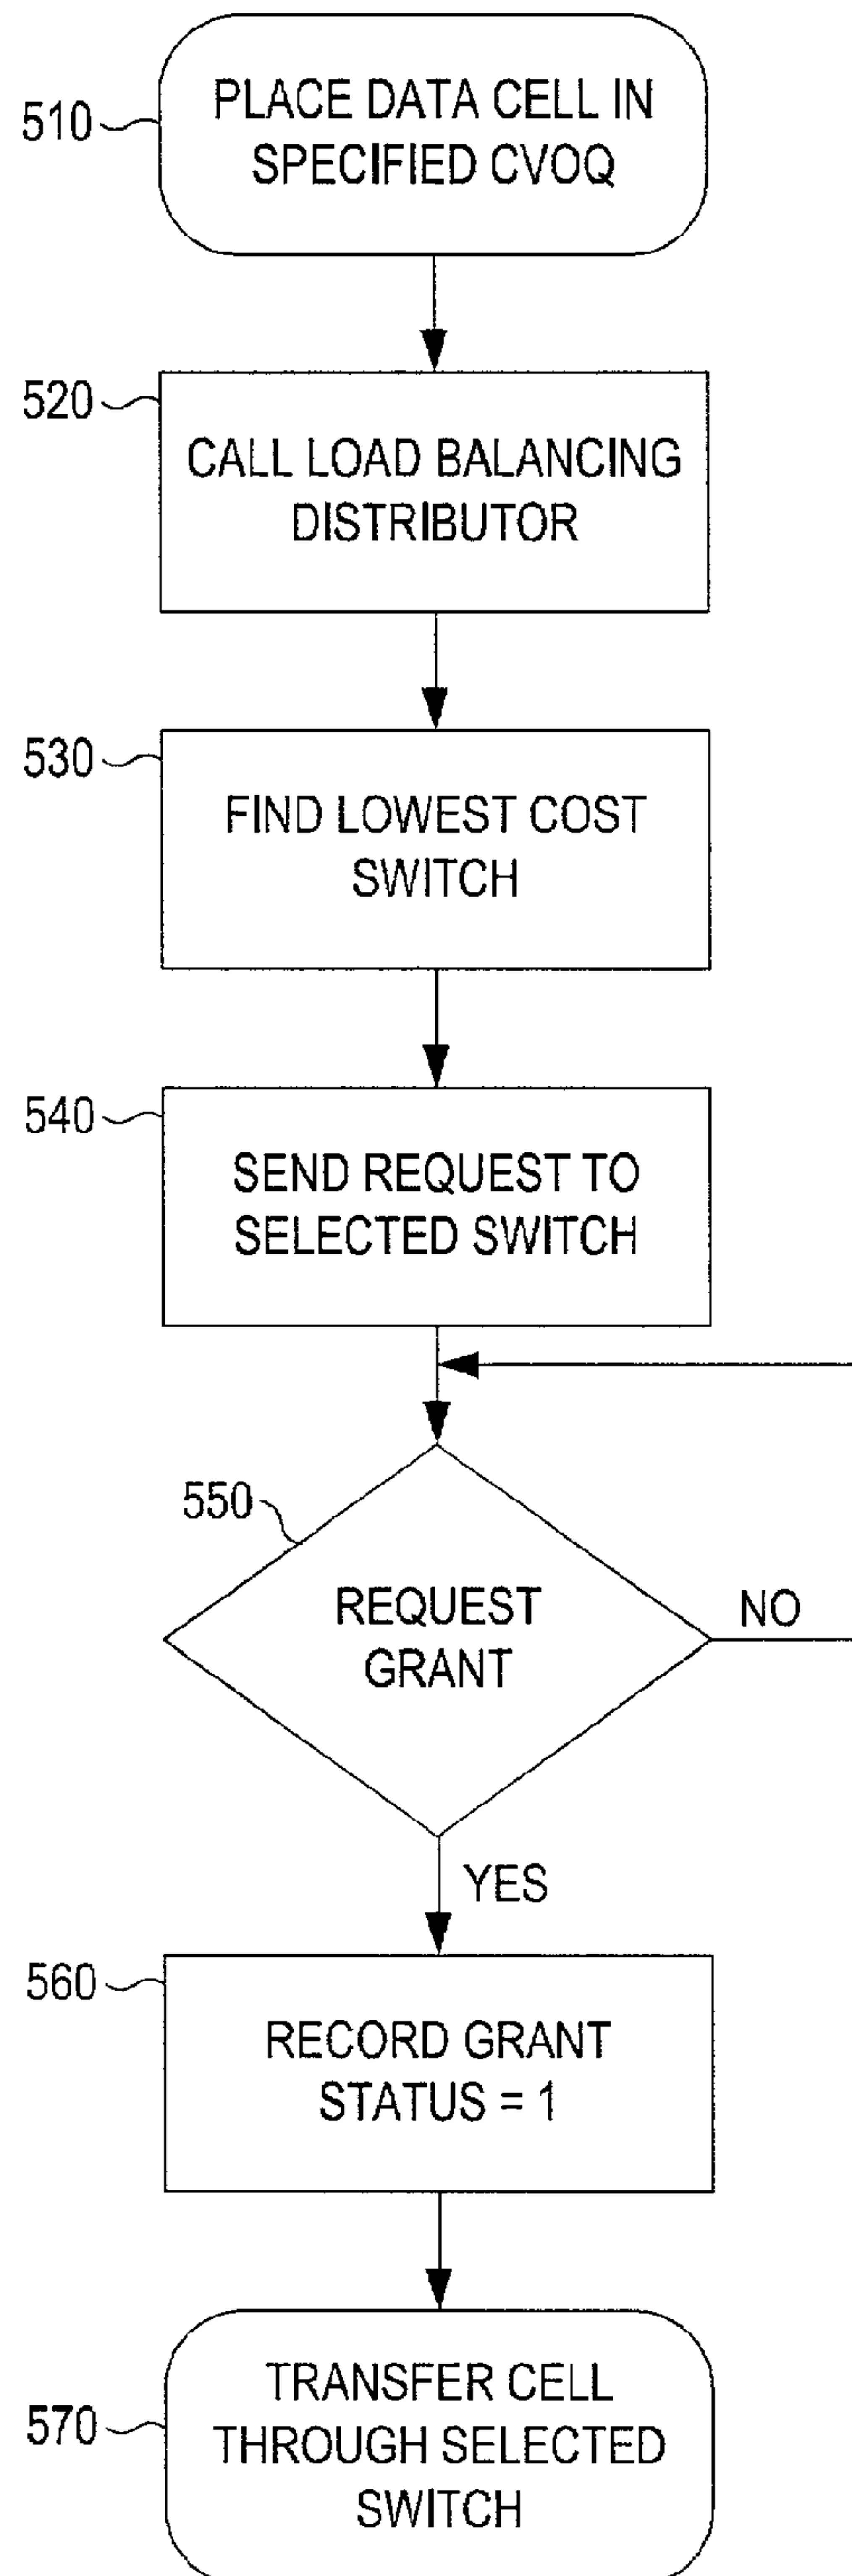 510
PLACE DATA CELL IN
SPECIFIED CVOQ
520
CALL LOAD BALANCING
DISTRIBUTOR
530
FIND LOWEST COST
SWITCH
540
SEND REQUEST TO
SELECTED SWITCH
550
REQUEST
GRANT
NO
YES
560
RECORD GRANT
STATUS = 1
570
TRANSFER CELL
THROUGH SELECTED
SWITCH